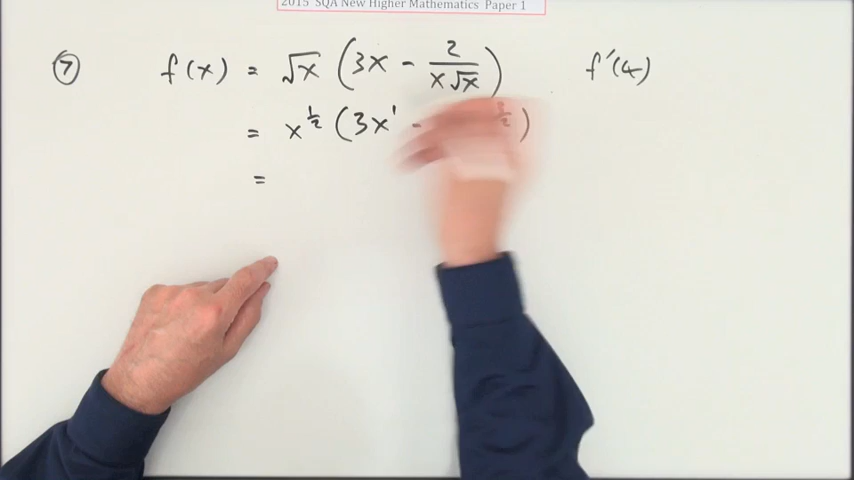 2015 SQA New Higher Mathematics Paper 1
⑦ f(x) = √x (3x - 2/(x√x)) f′(4)
= x^½ (3x¹ - )
=